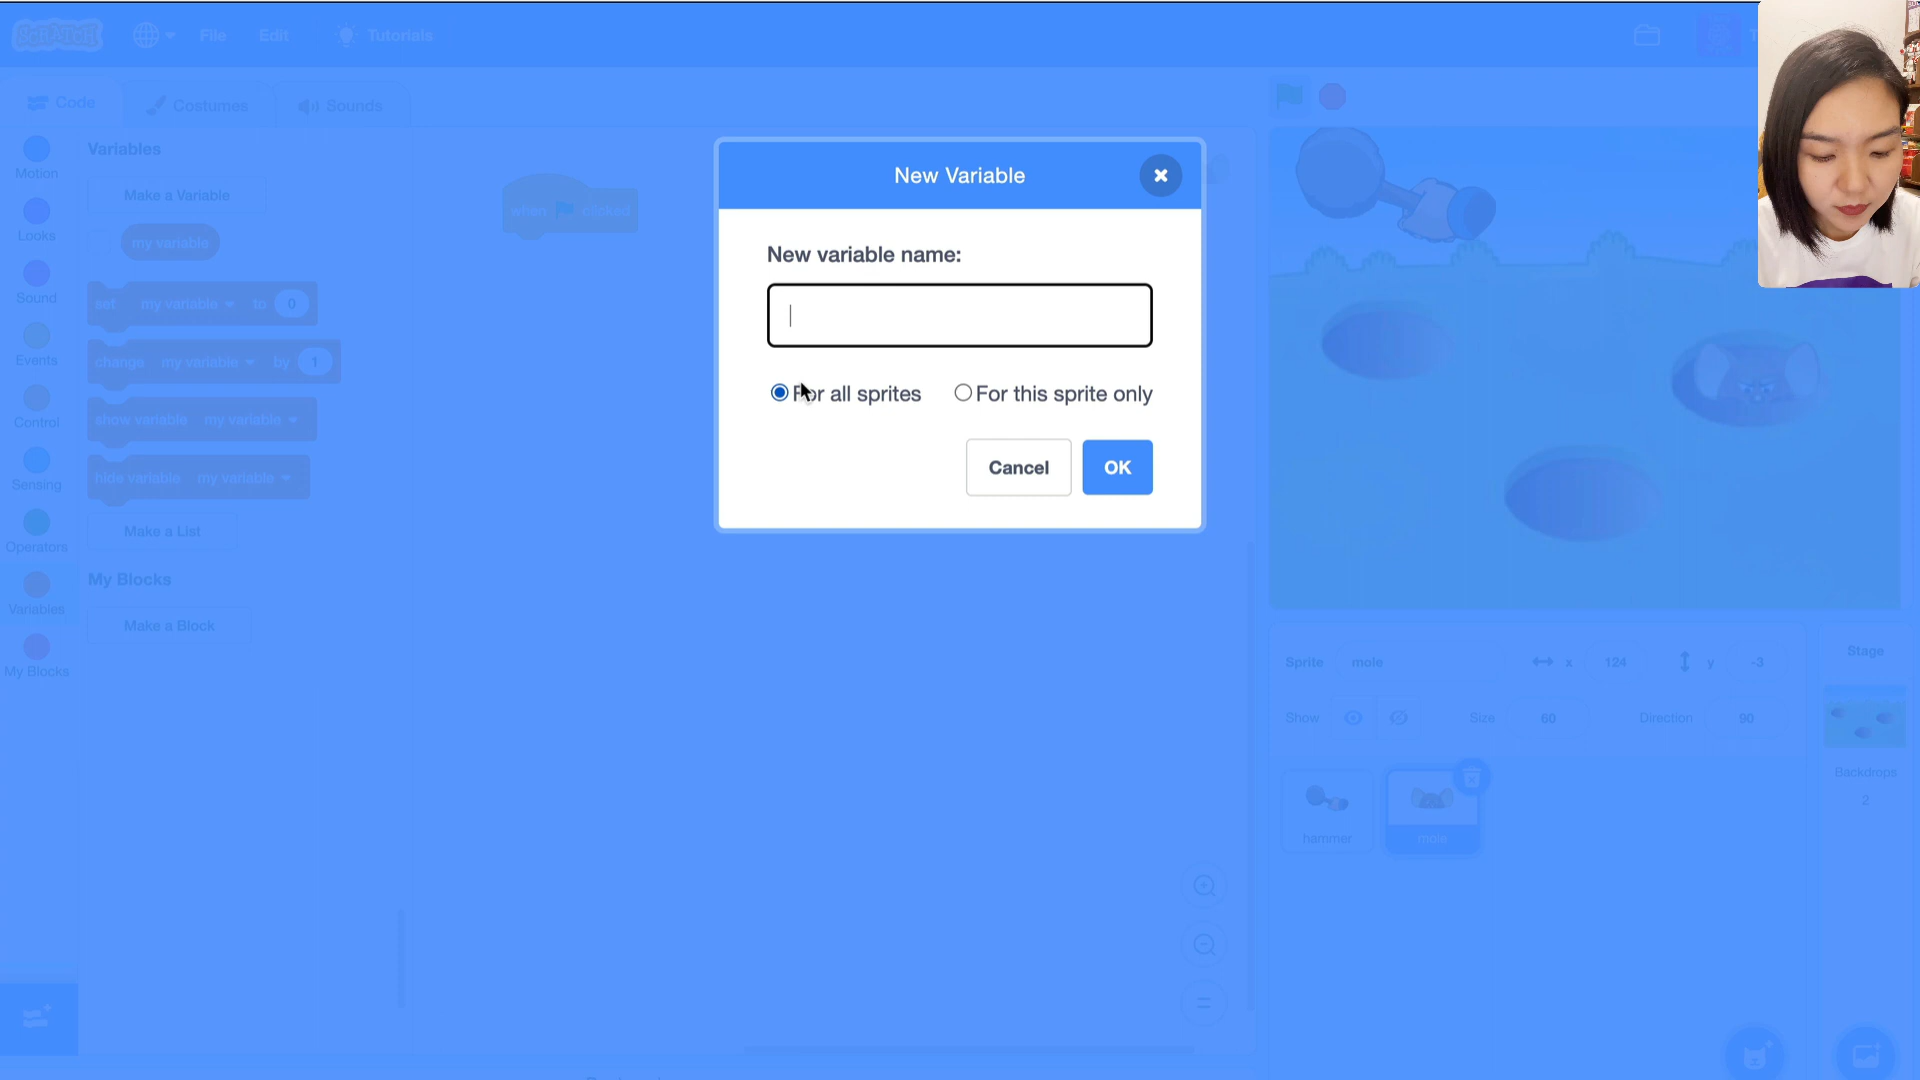 SCRATCH
File
Edit
Tutorials
Code
Costumes
Sounds
Motion
Looks
Sound
Events
Control
Sensing
Operators
Variables
My Blocks
Variables
Make a Variable
my variable
set my variable to 0
change my variable by 1
show variable my variable
hide variable my variable
Make a List
My Blocks
Make a Block
when clicked
New Variable
New variable name:
For all sprites
For this sprite only
Cancel
OK
Sprite mole x 124 y -3
Show Size 60 Direction 90
hammer
mole
Stage
Backdrops
2